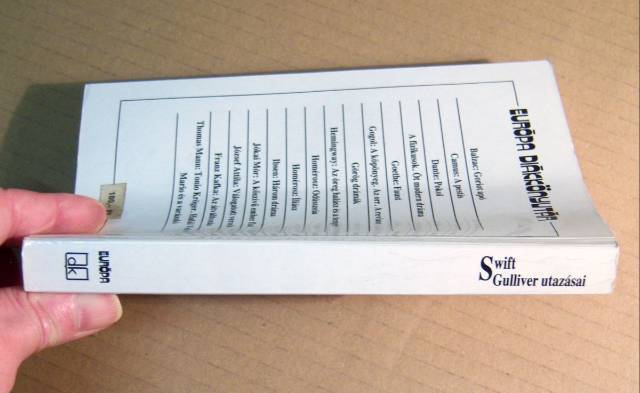 EURÓPA DIÁKKÖNYVTÁR
Balzac: Goriot apó
Camus: A pestis
Dante: Pokol
A fizikusok. Öt modern dráma
Goethe: Faust
Gogol: A köpönyeg, Az orr, A revizor
Görög drámák
Hemingway: Az öreg halász és a tenger
Homérosz: Odüsszeia
Homérosz: Iliász
Ibsen: Három dráma
Jókai Mór: A kőszívű ember fiai
József Attila: Válogatott versei
Franz Kafka: Az átváltozás
Thomas Mann: Tonio Kröger, Halál
Mario és a varázsló
Swift
Gulliver utazásai
EURÓPA
dk